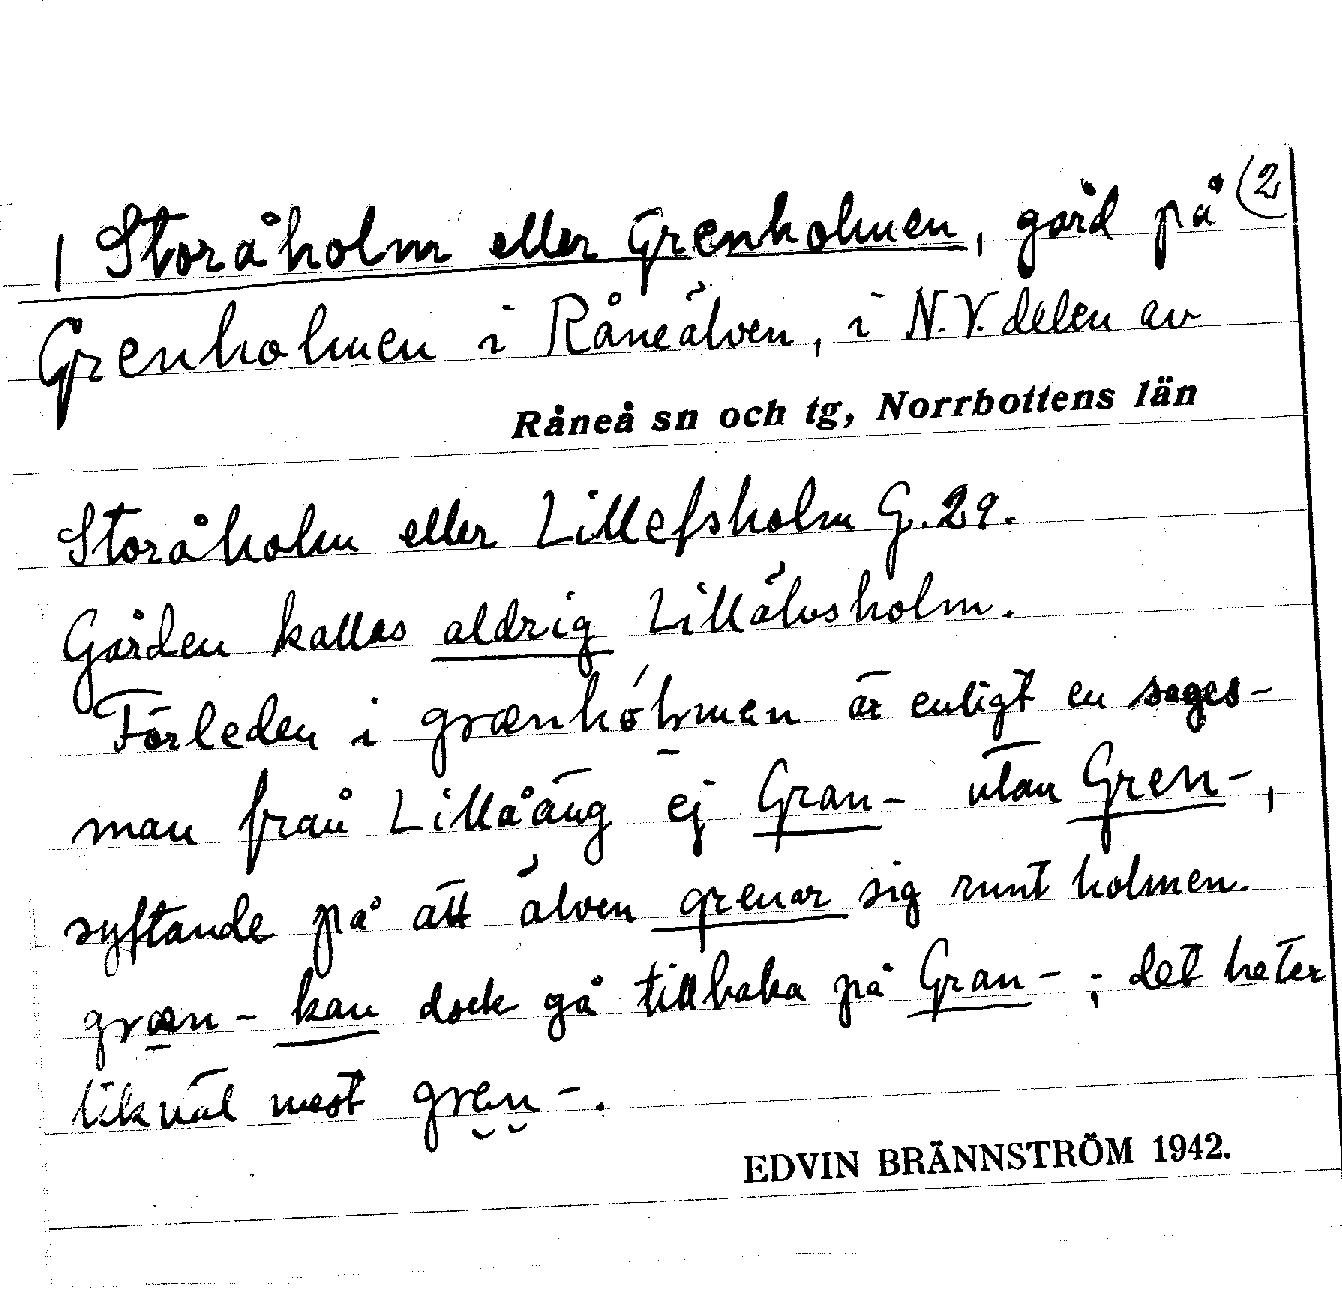 1 Storåholm eller Grenholmen, gård på (2
Grenholmen i Råneälven, i N.V. delen av
Råneå sn och tg, Norrbottens län
Storåholm eller Lillefsholm G.29.
Gården kallas aldrig Lillälvsholm.
Förleden i grænhólmen är enligt en sages-
man från Lillåäng ej Gran- utan Gren-,
syftande på att älven grenar sig runt holmen.
græn- kan dock gå tillbaka på Gran-; det heter
likväl mest gren-.
EDVIN BRÄNNSTRÖM 1942.